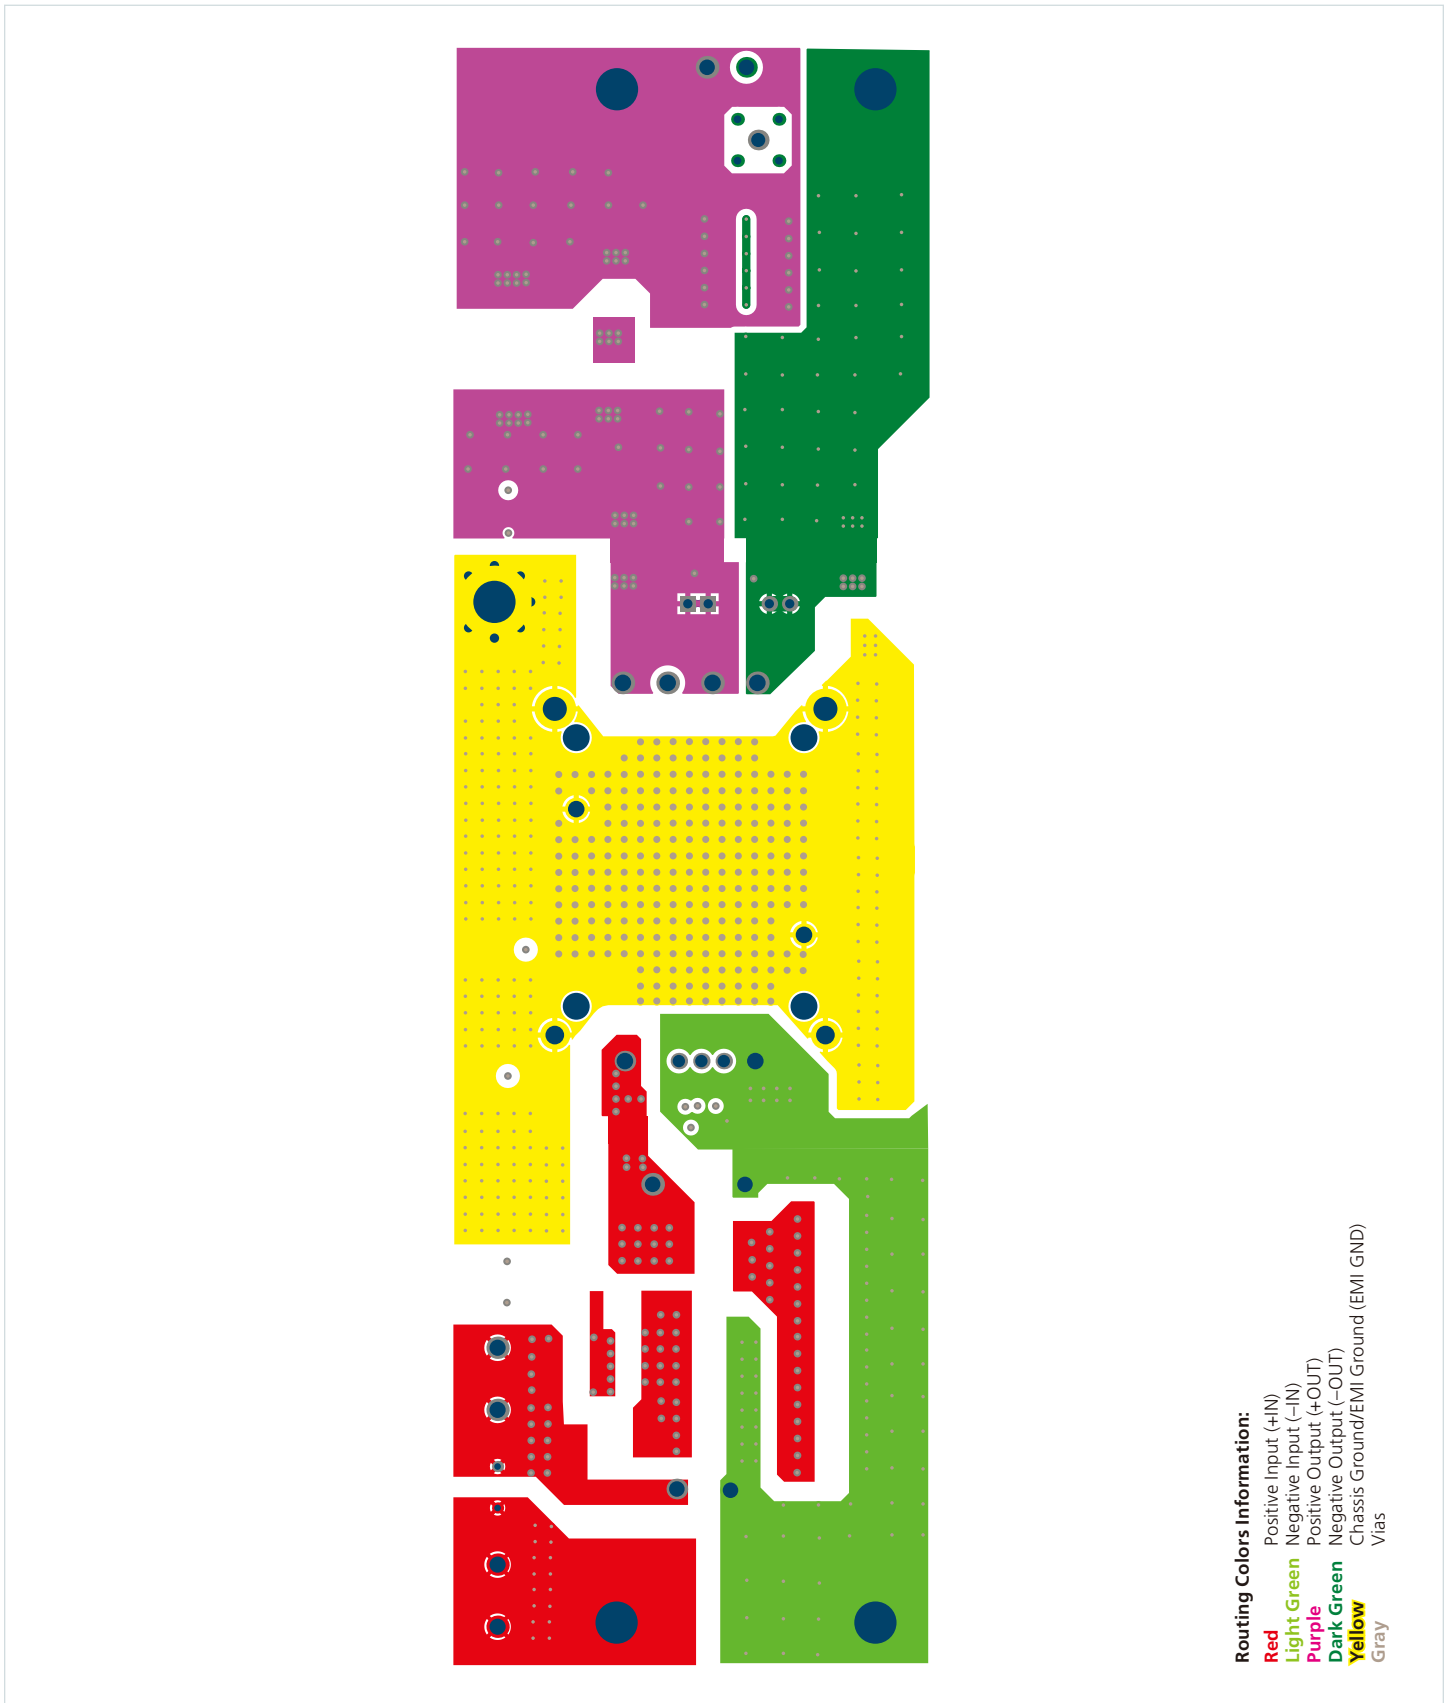 Routing Colors Information:
Red Positive Input (+IN)
Light Green Negative Input (–IN)
Purple Positive Output (+OUT)
Dark Green Negative Output (–OUT)
Yellow Chassis Ground/EMI Ground (EMI GND)
Gray Vias